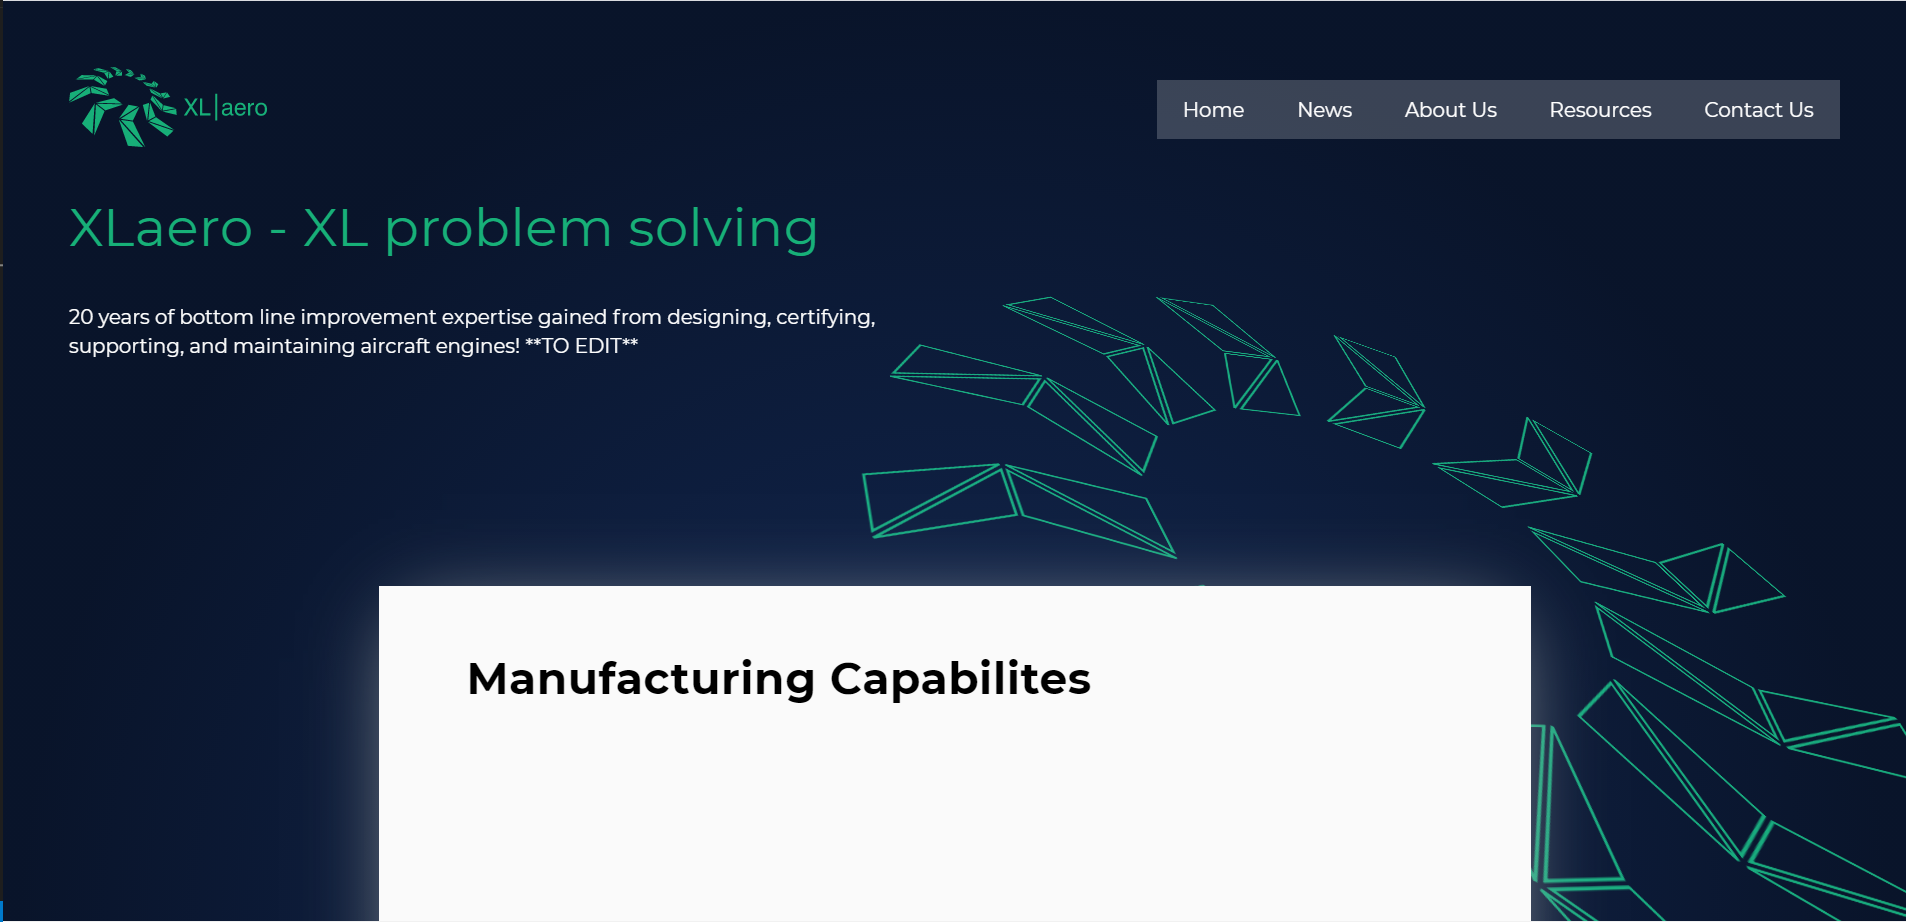 XL|aero
Home News About Us Resources Contact Us
XLaero - XL problem solving
20 years of bottom line improvement expertise gained from designing, certifying,
supporting, and maintaining aircraft engines! **TO EDIT**
Manufacturing Capabilites